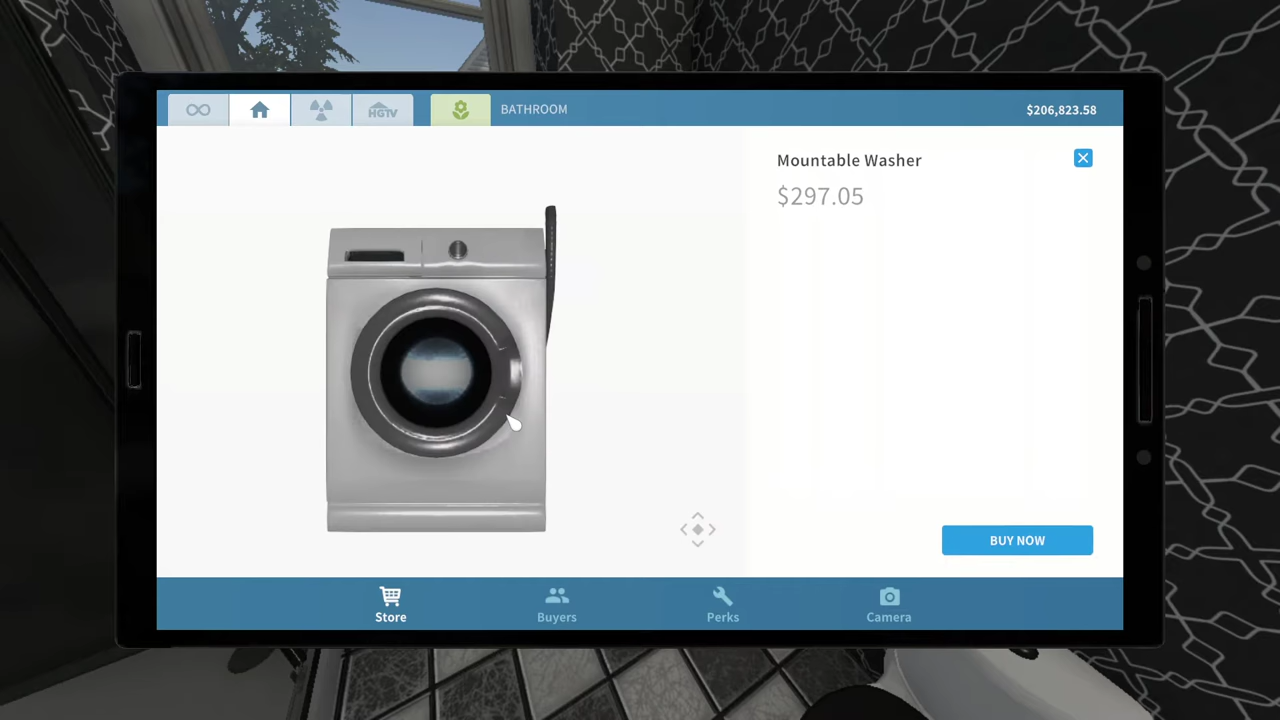 HGTV
BATHROOM
$206,823.58
Mountable Washer
$297.05
BUY NOW
Store
Buyers
Perks
Camera